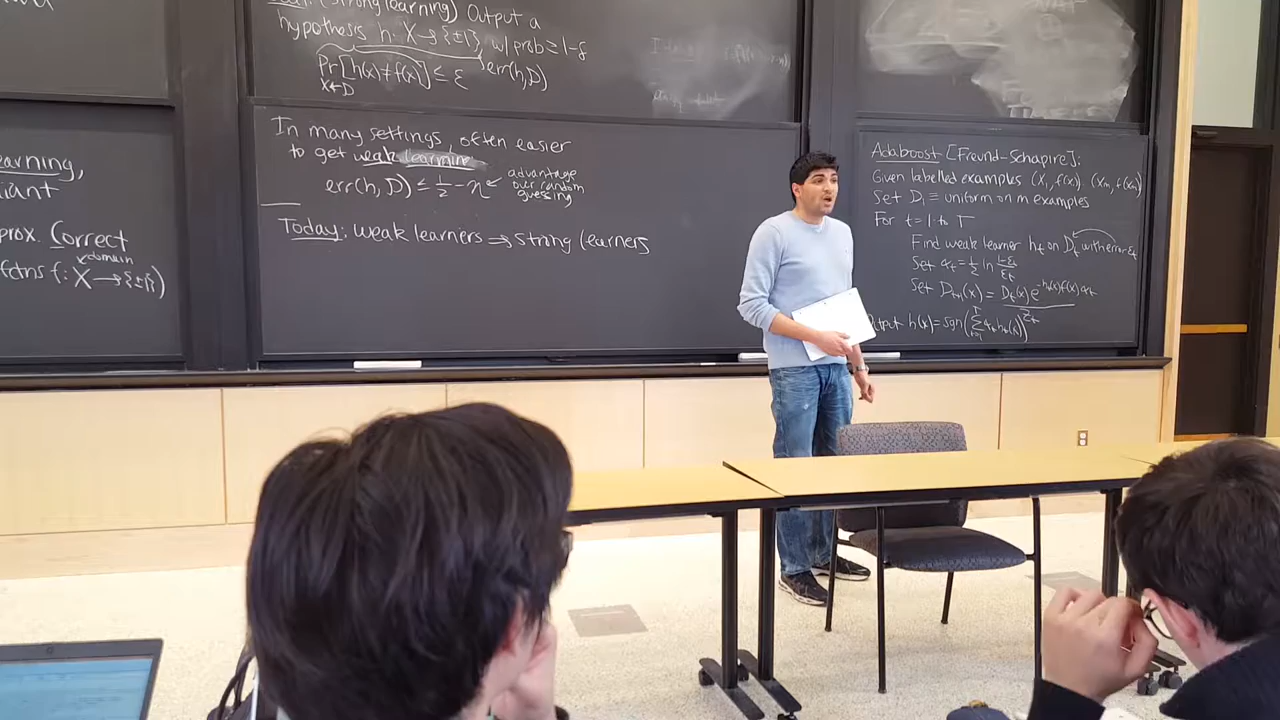 earning,
iant
prox. Correct
domain
fctns f: X → {±1})
(strong learning) Output a
hypothesis h: X → {±1}, w/ prob ≥ 1-δ
Pr[h(x)≠f(x)] ≤ ε
x←D
err(h,D)
In many settings, often easier
to get weak learning
err(h, D) ≤ 1/2 - η ← advantage
over random
guessing
Today: weak learners ⇒ strong learners
Adaboost [Freund-Schapire]:
Given labelled examples (x₁, f(x₁)) (xₘ, f(xₘ))
Set D₁ = uniform on m examples
For t=1 to T
Find weak learner hₜ on Dₜ with error εₜ
Set αₜ = 1/2 ln (1-εₜ)/εₜ
Set Dₜ₊₁(x) = Dₜ(x) e^(-hₜ(x)f(x)αₜ) / Zₜ
Output h(x) = sgn(∑ₜ₌₁ᵀ αₜ hₜ(x))